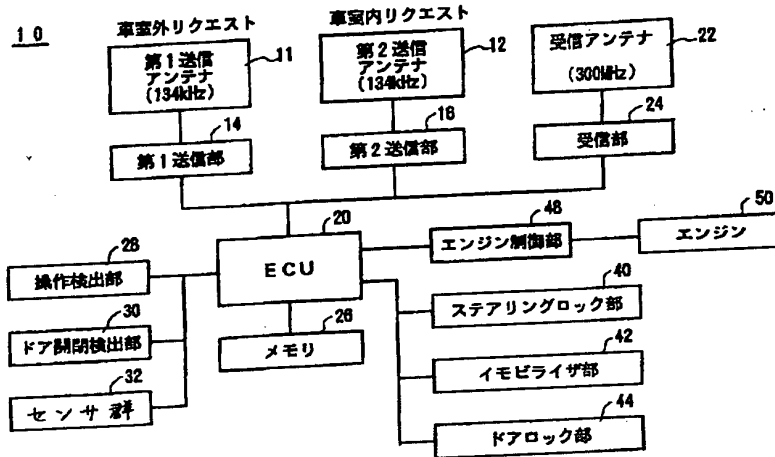 10
車室外リクエスト
第1送信
アンテナ
(134kHz)
11
車室内リクエスト
第2送信
アンテナ
(134kHz)
12
受信アンテナ
(300MHz)
22
第1送信部
14
第2送信部
16
受信部
24
ECU
20
エンジン制御部
48
エンジン
50
操作検出部
28
ドア開閉検出部
30
センサ群
32
メモリ
26
ステアリングロック部
40
イモビライザ部
42
ドアロック部
44